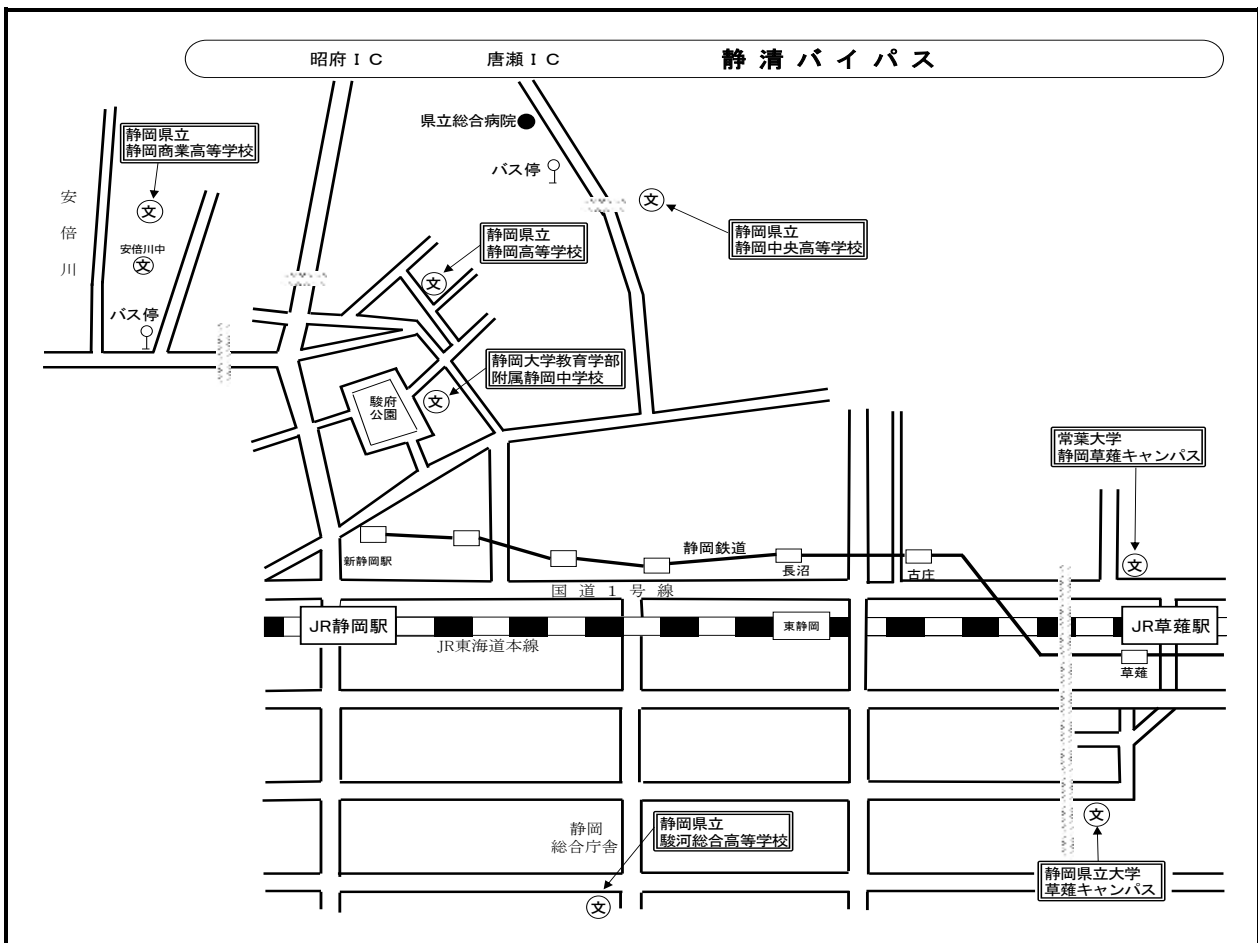 昭府ＩＣ
唐瀬ＩＣ
静清バイパス
県立総合病院
静岡県立
静岡商業高等学校
バス停
安倍川
文
文
静岡県立
静岡中央高等学校
静岡県立
静岡高等学校
安倍川中
文
文
バス停
静岡大学教育学部
附属静岡中学校
文
駿府
公園
常葉大学
静岡草薙キャンパス
新静岡駅
静岡鉄道
長沼
古庄
文
国道１号線
JR静岡駅
東静岡
JR草薙駅
JR東海道本線
草薙
静岡
総合庁舎
静岡県立
駿河総合高等学校
文
文
静岡県立大学
草薙キャンパス